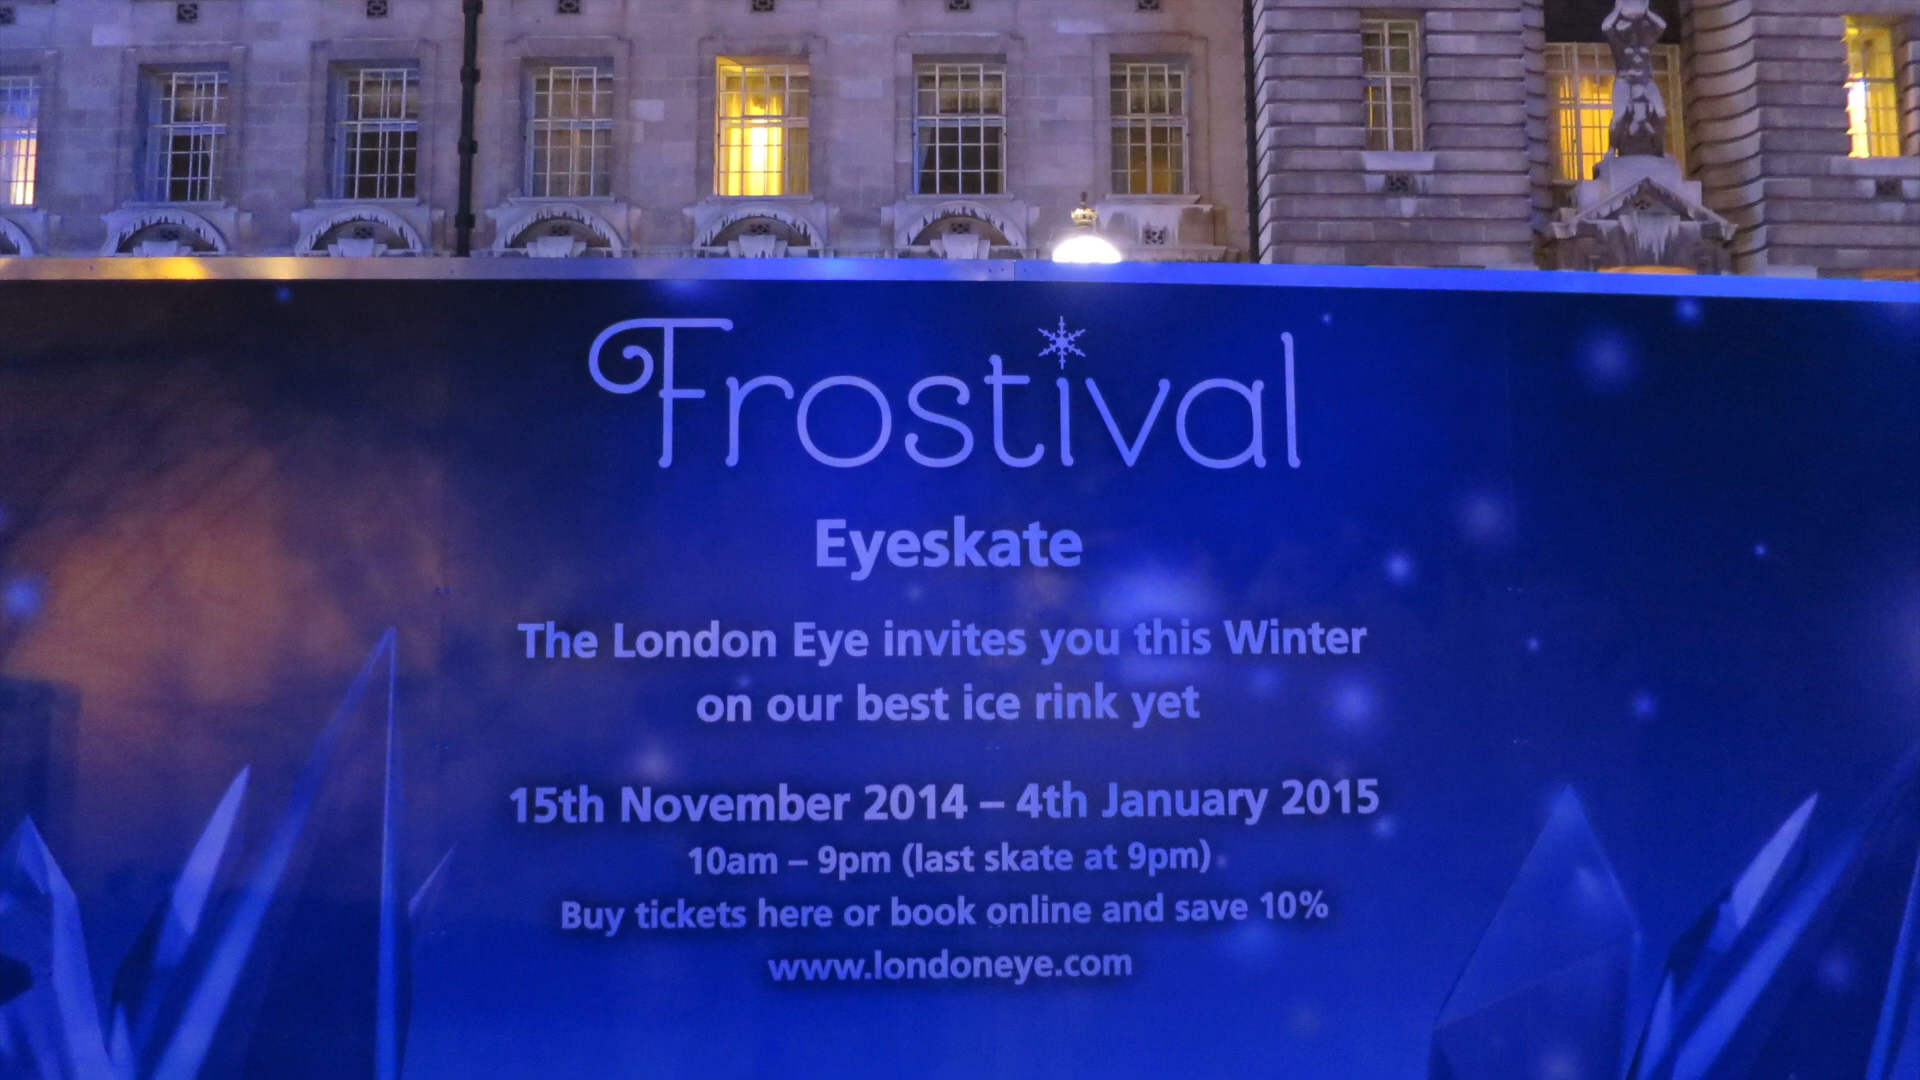 Frostival
Eyeskate
The London Eye invites you this Winter
on our best ice rink yet
15th November 2014 – 4th January 2015
10am – 9pm (last skate at 9pm)
Buy tickets here or book online and save 10%
www.londoneye.com